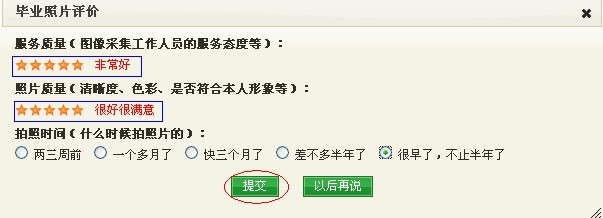 毕业照片评价
服务质量(图像采集工作人员的服务态度等):
非常好
照片质量(清晰度、色彩、是否符合本人形象等):
很好很满意
拍照时间(什么时候拍照片的):
两三周前 一个多月了 快三个月了 差不多半年了 很早了,不止半年了
提交 以后再说